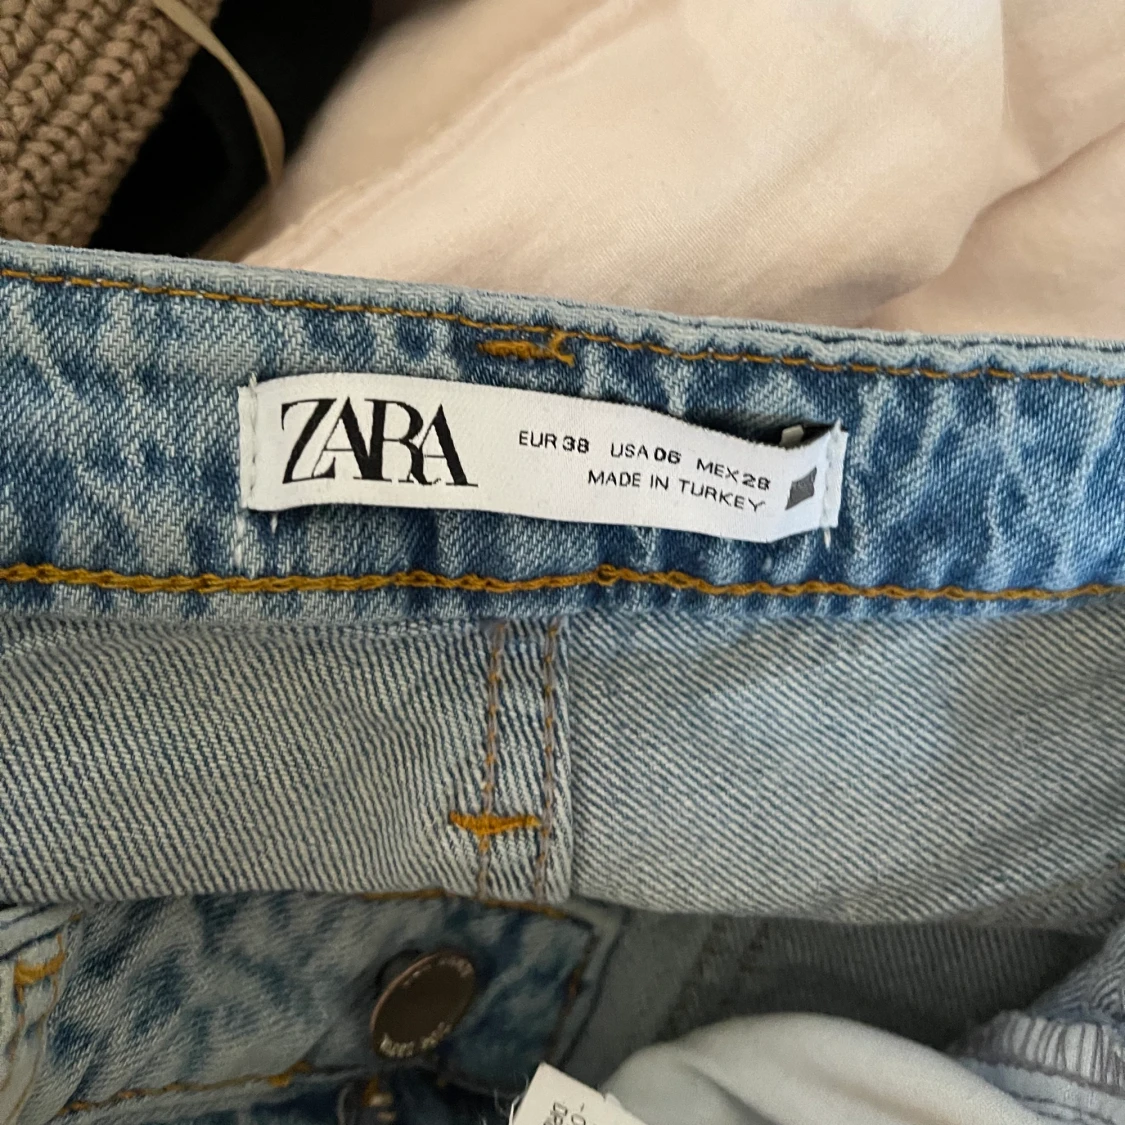 ZARA
EUR 38 USA 06 MEX 28
MADE IN TURKEY